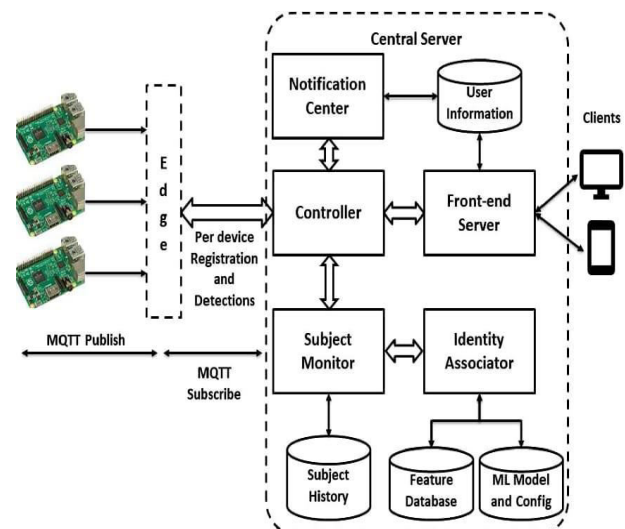 Central Server
Notification
Center
User
Information
Clients
E
d
g
e
Controller
Front-end
Server
Per device
Registration
and
Detections
MQTT Publish
MQTT
Subscribe
Subject
Monitor
Identity
Associator
Subject
History
Feature
Database
ML Model
and Config